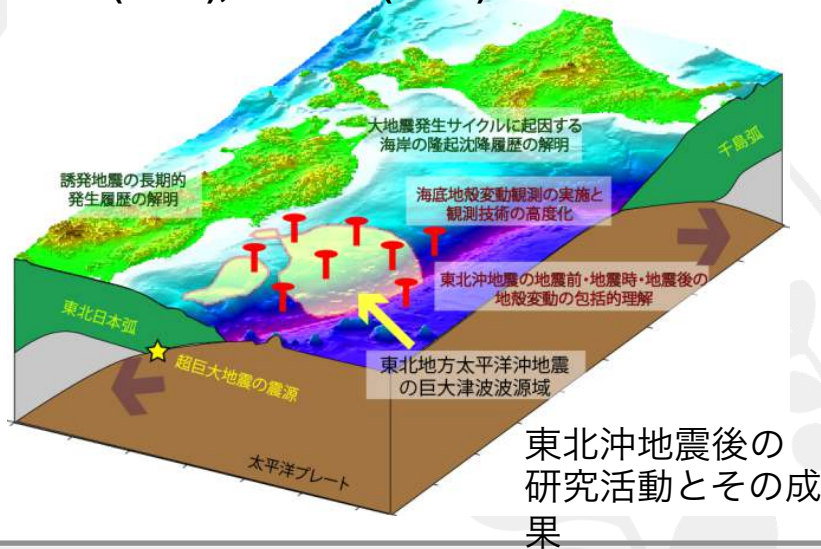 大地震発生サイクルに起因する
海岸の隆起沈降履歴の解明
千島弧
誘発地震の長期的
発生履歴の解明
海底地殻変動観測の実施と
観測技術の高度化
東北沖地震の地震前・地震時・地震後の
地殻変動の包括的理解
東北日本弧
超巨大地震の震源
東北地方太平洋沖地震
の巨大津波波源域
太平洋プレート
東北沖地震後の
研究活動とその成
果